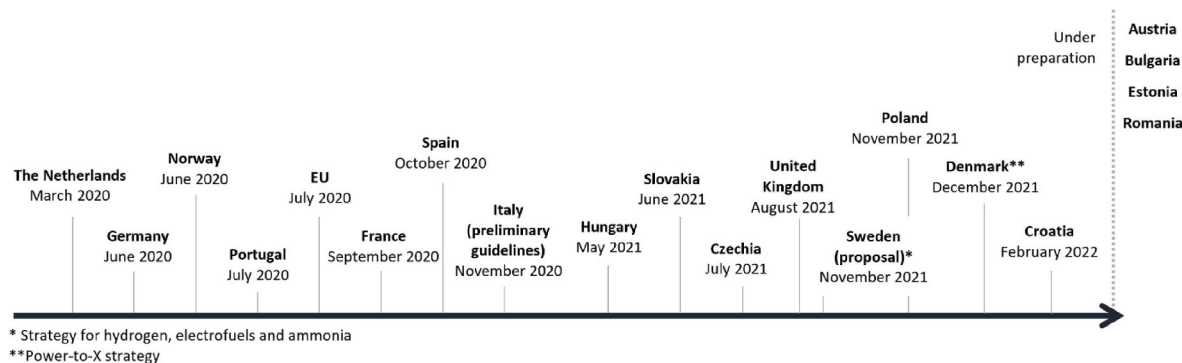 Under
preparation
Austria
Bulgaria
Estonia
Romania
The Netherlands
March 2020
Germany
June 2020
Norway
June 2020
Portugal
July 2020
EU
July 2020
France
September 2020
Spain
October 2020
Italy
(preliminary
guidelines)
November 2020
Hungary
May 2021
Slovakia
June 2021
Czechia
July 2021
United
Kingdom
August 2021
Sweden
(proposal)*
November 2021
Poland
November 2021
Denmark**
December 2021
Croatia
February 2022
* Strategy for hydrogen, electrofuels and ammonia
**Power-to-X strategy